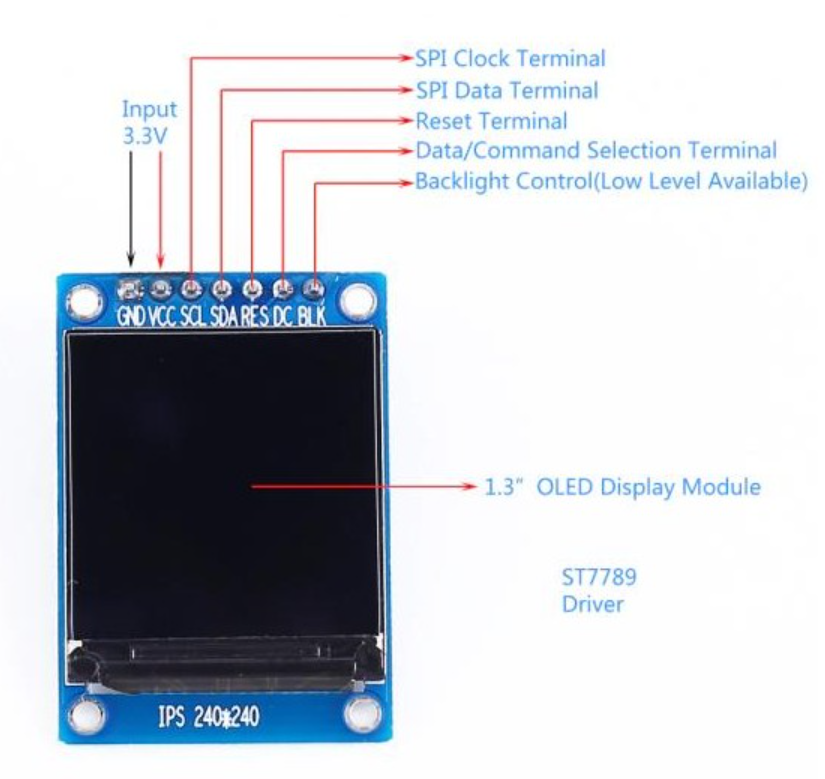 SPI Clock Terminal
SPI Data Terminal
Reset Terminal
Data/Command Selection Terminal
Backlight Control(Low Level Available)
Input
3.3V
GND VCC SCL SDA RES DC BLK
1.3" OLED Display Module
ST7789
Driver
IPS 240*240